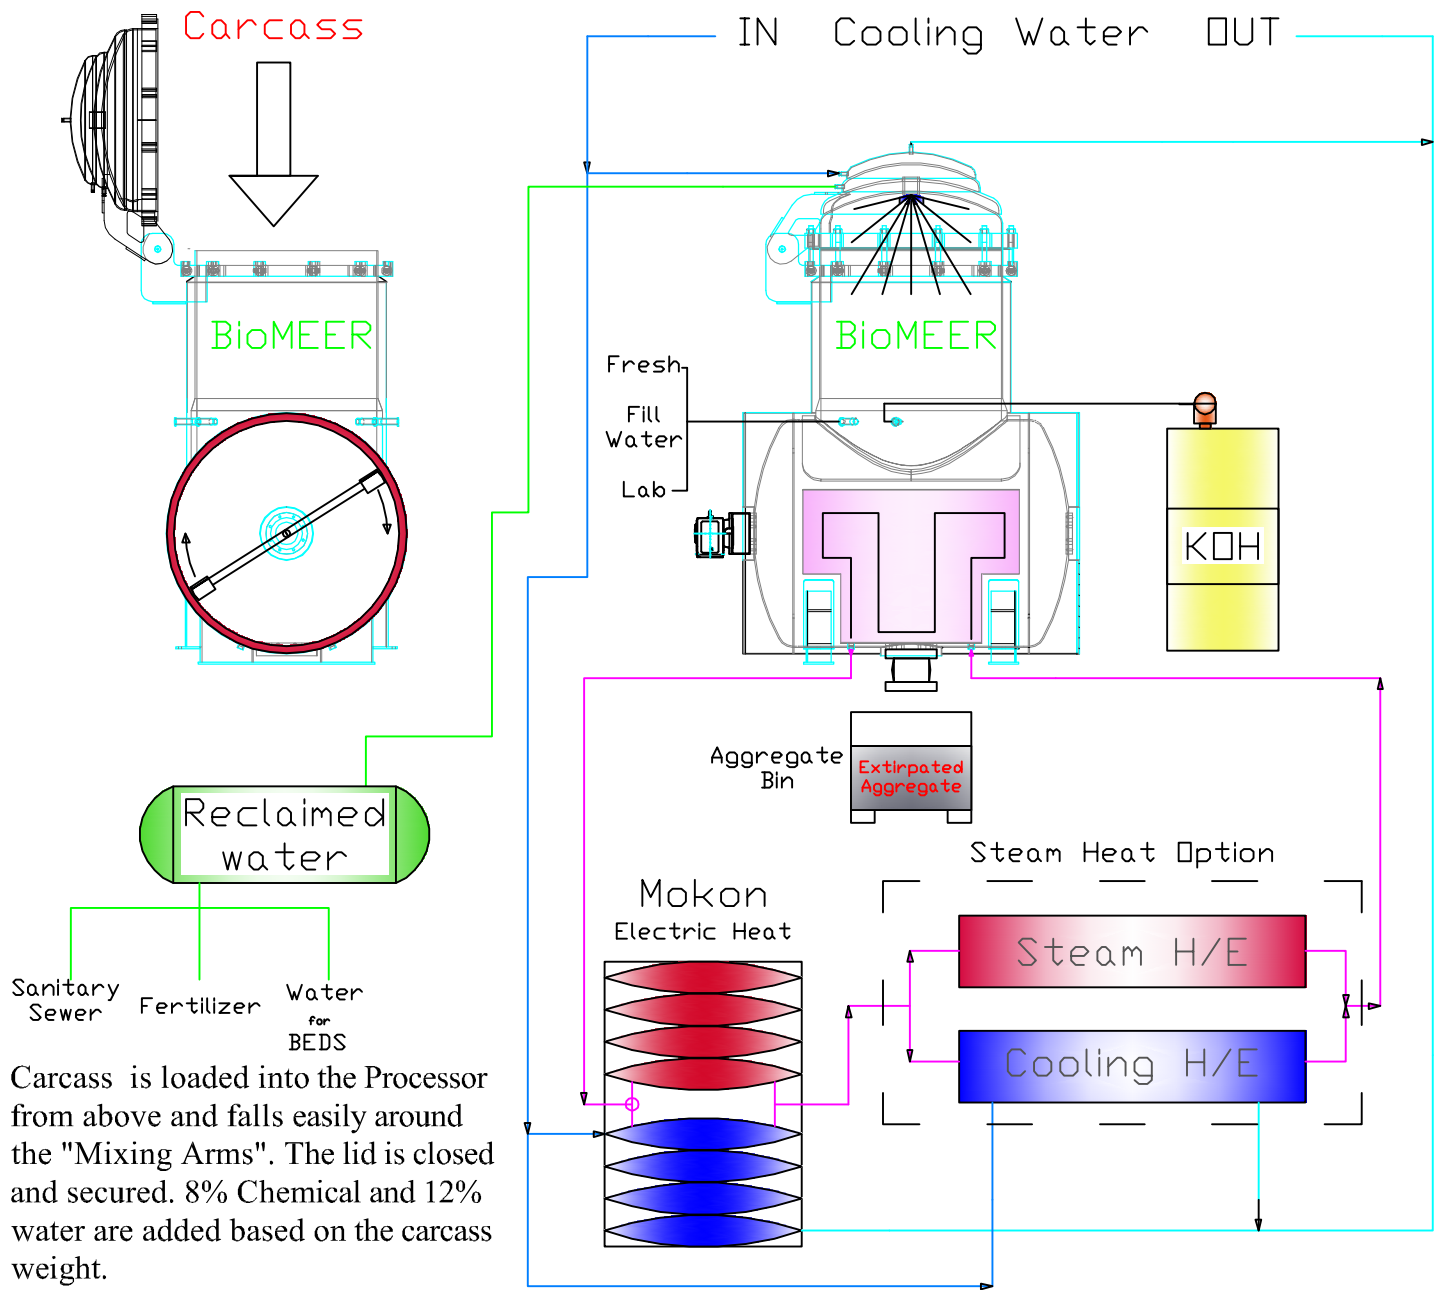 Carcass
IN Cooling Water OUT
BioMEER
BioMEER
Fresh
Fill
Water
Lab
KOH
Aggregate
Bin
Extirpated
Aggregate
Reclaimed
water
Steam Heat Option
Mokon
Electric Heat
Steam H/E
Cooling H/E
Sanitary
Sewer
Fertilizer
Water
for
BEDS
Carcass is loaded into the Processor
from above and falls easily around
the "Mixing Arms". The lid is closed
and secured. 8% Chemical and 12%
water are added based on the carcass
weight.